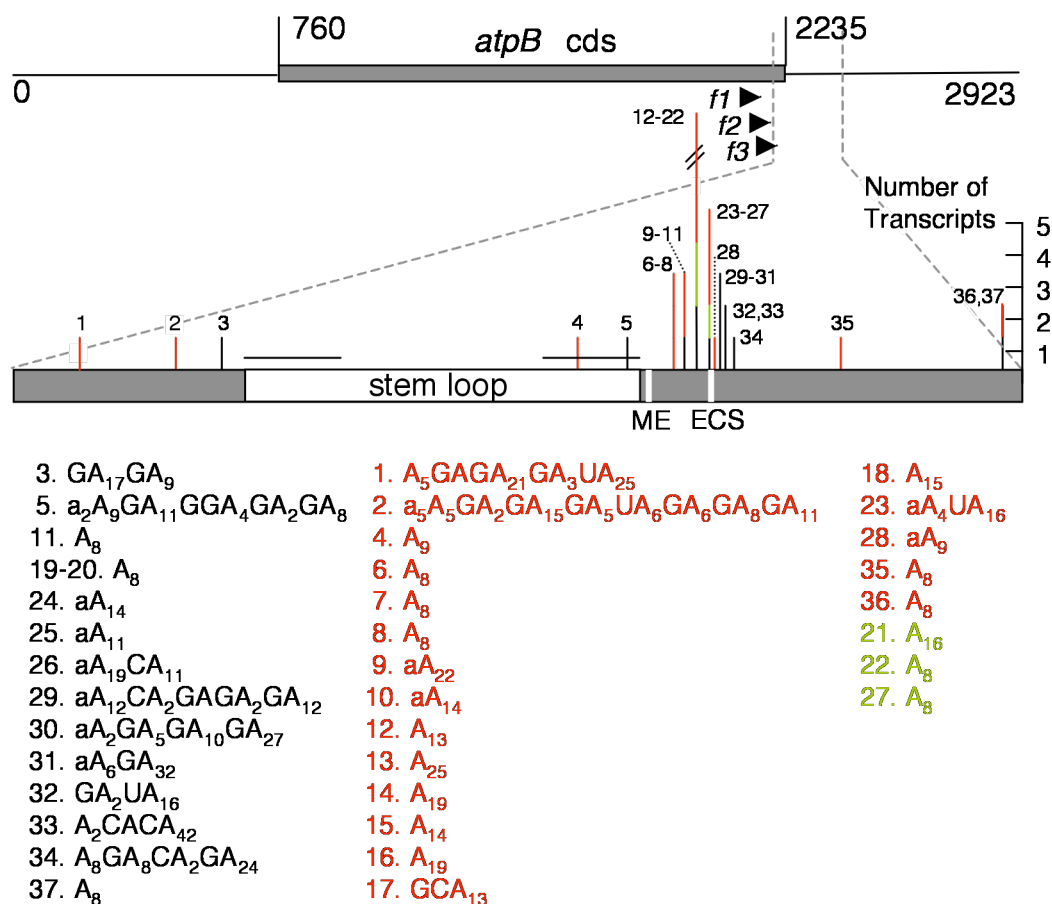 760 atpB cds 2235
0 2923
f1
12-22 f2
f3
Number of
Transcripts
23-27
9-11
28
6-8 29-31
32,33
34
1 2 3 4 5 35 36,37
5
4
3
2
1
stem loop
ME ECS
3. GA₁₇GA₉
5. a₂A₉GA₁₁GGA₄GA₂GA₈
11. A₈
19-20. A₈
24. aA₁₄
25. aA₁₁
26. aA₁₉CA₁₁
29. aA₁₂CA₂GAGA₂GA₁₂
30. aA₂GA₅GA₁₀GA₂₇
31. aA₆GA₃₂
32. GA₂UA₁₆
33. A₂CACA₄₂
34. A₈GA₈CA₂GA₂₄
37. A₈
1. A₅GAGA₂₁GA₃UA₂₅
2. a₅A₅GA₂GA₁₅GA₅UA₆GA₆GA₈GA₁₁
4. A₉
6. A₈
7. A₈
8. A₈
9. aA₂₂
10. aA₁₄
12. A₁₃
13. A₂₅
14. A₁₉
15. A₁₄
16. A₁₉
17. GCA₁₃
18. A₁₅
23. aA₄UA₁₆
28. aA₉
35. A₈
36. A₈
21. A₁₆
22. A₈
27. A₈